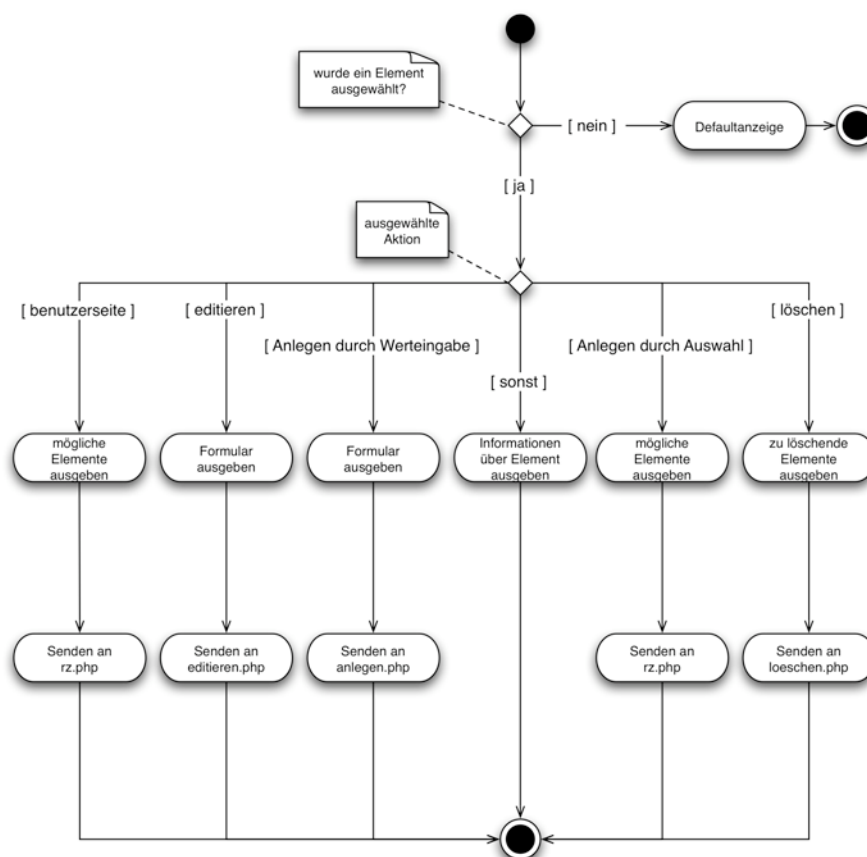 wurde ein Element
ausgewählt?
[ nein ]
Defaultanzeige
[ ja ]
ausgewählte
Aktion
[ benutzerseite ]
[ editieren ]
[ löschen ]
[ Anlegen durch Werteingabe ]
[ Anlegen durch Auswahl ]
[ sonst ]
mögliche
Elemente
ausgeben
Formular
ausgeben
Formular
ausgeben
Informationen
über Element
ausgeben
mögliche
Elemente
ausgeben
zu löschende
Elemente
ausgeben
Senden an
rz.php
Senden an
editieren.php
Senden an
anlegen.php
Senden an
rz.php
Senden an
loeschen.php